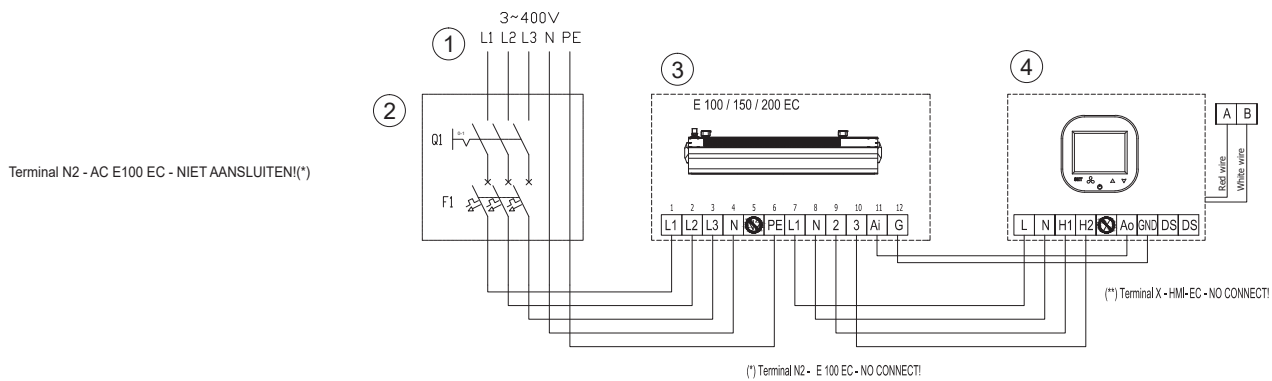 3~400V
1
L1 L2 L3 N PE
2
3
4
E 100 / 150 / 200 EC
A B
Q1
0-1
Red wire
White wire
Terminal N2 - AC E100 EC - NIET AANSLUITEN!(*)
F1
1 2 3 4 5 6 7 8 9 10 11 12
L1 L2 L3 N PE L1 N 2 3 Ai G
SET
L N H1 H2 Ao GND DS DS
(**) Terminal X - HMI-EC - NO CONNECT!
(*) Terminal N2 - E 100 EC - NO CONNECT!